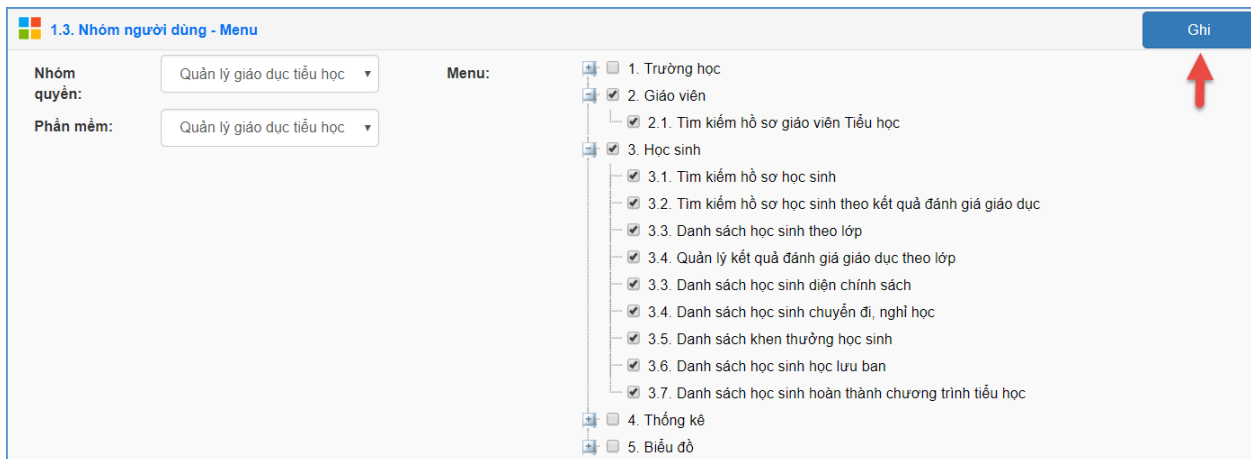 1.3. Nhóm người dùng - Menu
Ghi
Nhóm quyền:
Quản lý giáo dục tiểu học
Phần mềm:
Quản lý giáo dục tiểu học
Menu:
1. Trường học
2. Giáo viên
2.1. Tìm kiếm hồ sơ giáo viên Tiểu học
3. Học sinh
3.1. Tìm kiếm hồ sơ học sinh
3.2. Tìm kiếm hồ sơ học sinh theo kết quả đánh giá giáo dục
3.3. Danh sách học sinh theo lớp
3.4. Quản lý kết quả đánh giá giáo dục theo lớp
3.3. Danh sách học sinh diện chính sách
3.4. Danh sách học sinh chuyển đi, nghỉ học
3.5. Danh sách khen thưởng học sinh
3.6. Danh sách học sinh học lưu ban
3.7. Danh sách học sinh hoàn thành chương trình tiểu học
4. Thống kê
5. Biểu đồ